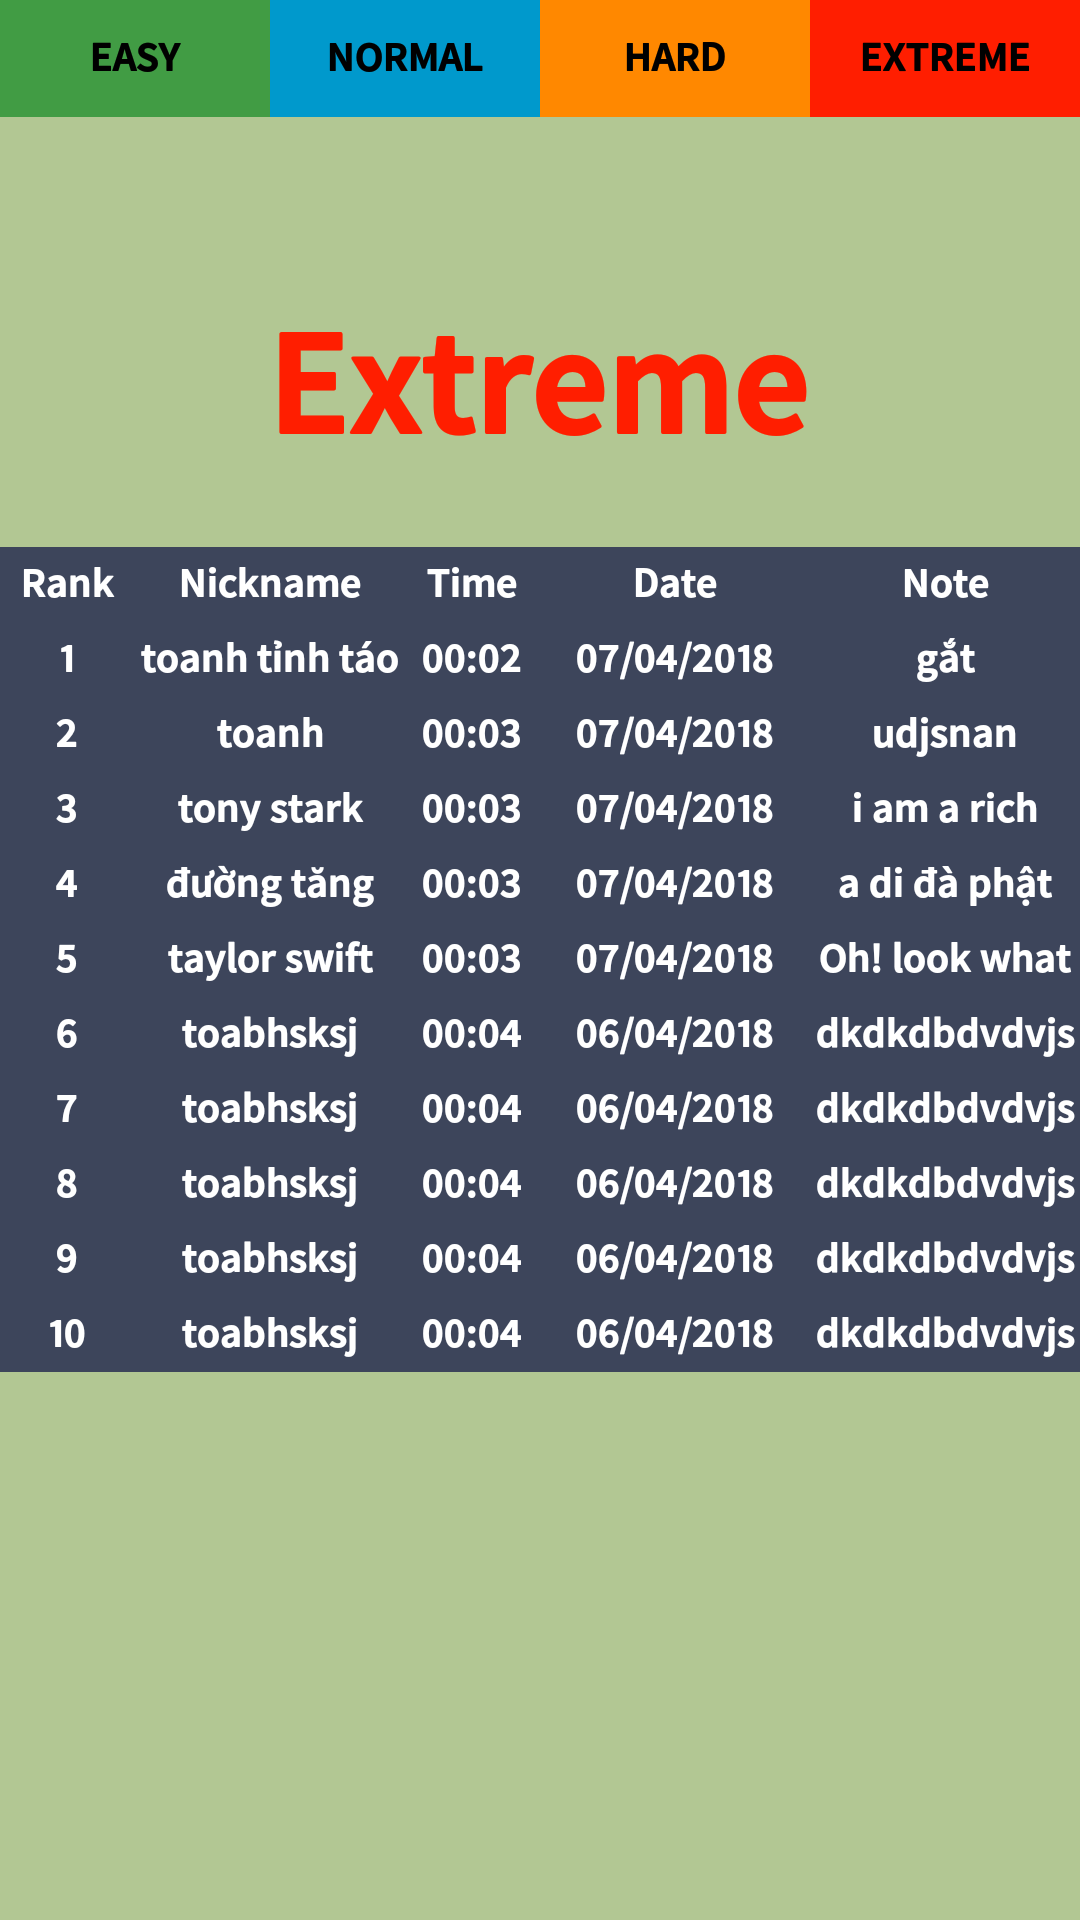 EASY NORMAL HARD EXTREME
Extreme
Rank Nickname Time Date Note
1 toanh tỉnh táo 00:02 07/04/2018 gắt
2 toanh 00:03 07/04/2018 udjsnan
3 tony stark 00:03 07/04/2018 i am a rich
4 đường tăng 00:03 07/04/2018 a di đà phật
5 taylor swift 00:03 07/04/2018 Oh! look what
6 toabhsksj 00:04 06/04/2018 dkdkdbdvdvjs
7 toabhsksj 00:04 06/04/2018 dkdkdbdvdvjs
8 toabhsksj 00:04 06/04/2018 dkdkdbdvdvjs
9 toabhsksj 00:04 06/04/2018 dkdkdbdvdvjs
10 toabhsksj 00:04 06/04/2018 dkdkdbdvdvjs